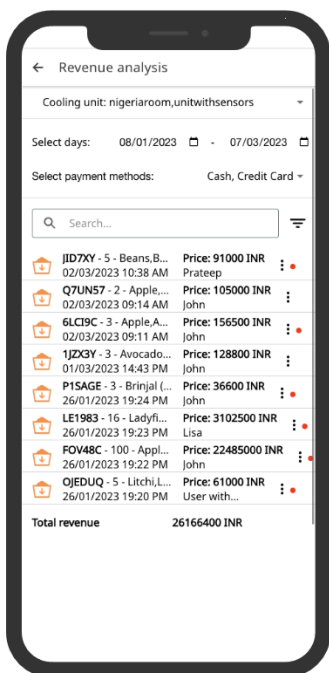 ← Revenue analysis
Cooling unit: nigeriaroom,unitwithsensors
Select days: 08/01/2023 - 07/03/2023
Select payment methods: Cash, Credit Card
Search...
JID7XY - 5 - Beans,B... Price: 91000 INR
02/03/2023 10:38 AM Prateep
Q7UN57 - 2 - Apple,... Price: 105000 INR
02/03/2023 09:14 AM John
6LCI9C - 3 - Apple,A... Price: 156500 INR
02/03/2023 09:11 AM John
1JZX3Y - 3 - Avocado... Price: 128800 INR
01/03/2023 14:43 PM John
P1SAGE - 3 - Brinjal (... Price: 36600 INR
26/01/2023 19:24 PM John
LE1983 - 16 - Ladyfi... Price: 3102500 INR
26/01/2023 19:23 PM Lisa
FOV48C - 100 - Appl... Price: 22485000 INR
26/01/2023 19:22 PM John
OJEDUQ - 5 - Litchi,L... Price: 61000 INR
26/01/2023 19:20 PM User with...
Total revenue 26166400 INR